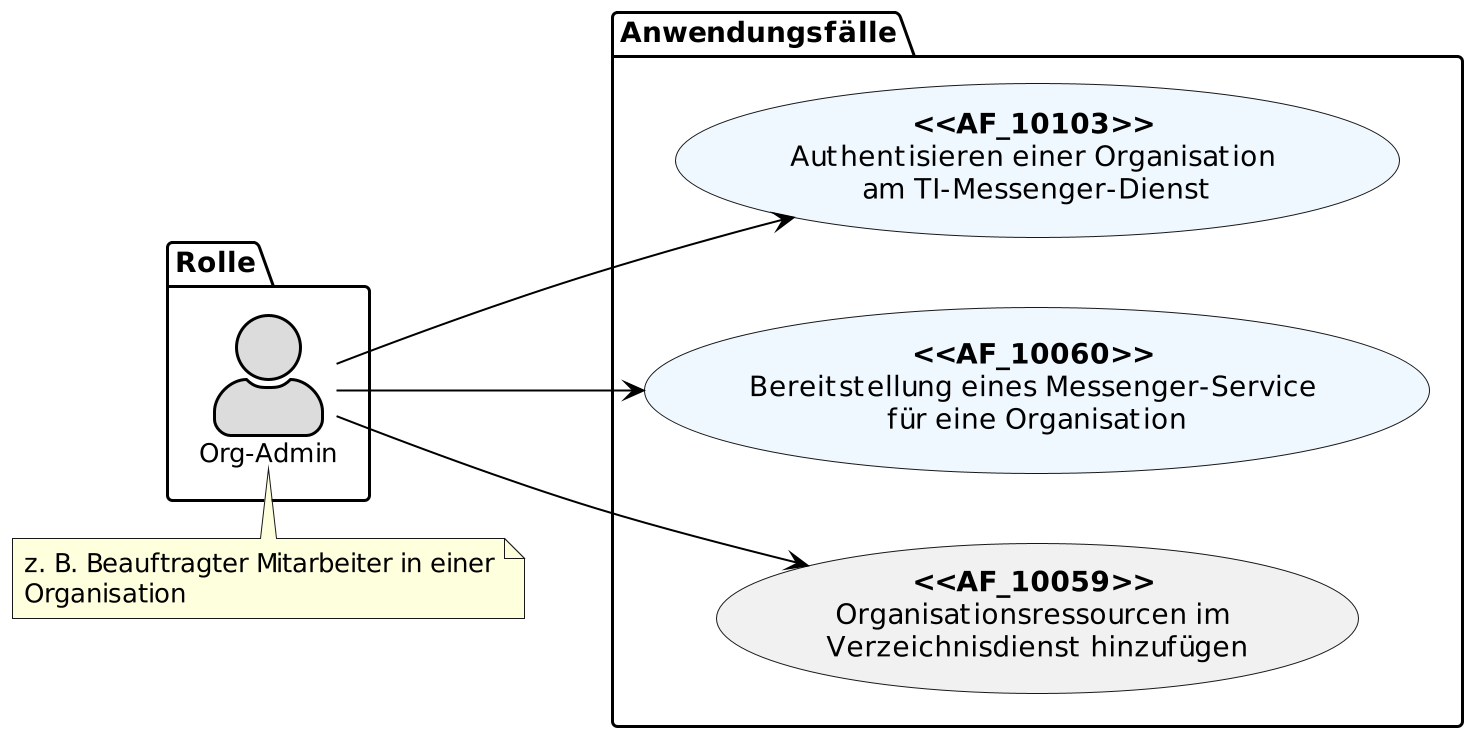 Anwendungsfälle
<<AF_10103>>
Authentisieren einer Organisation
am TI-Messenger-Dienst
Rolle
Org-Admin
<<AF_10060>>
Bereitstellung eines Messenger-Service
für eine Organisation
z. B. Beauftragter Mitarbeiter in einer
Organisation
<<AF_10059>>
Organisationsressourcen im
Verzeichnisdienst hinzufügen